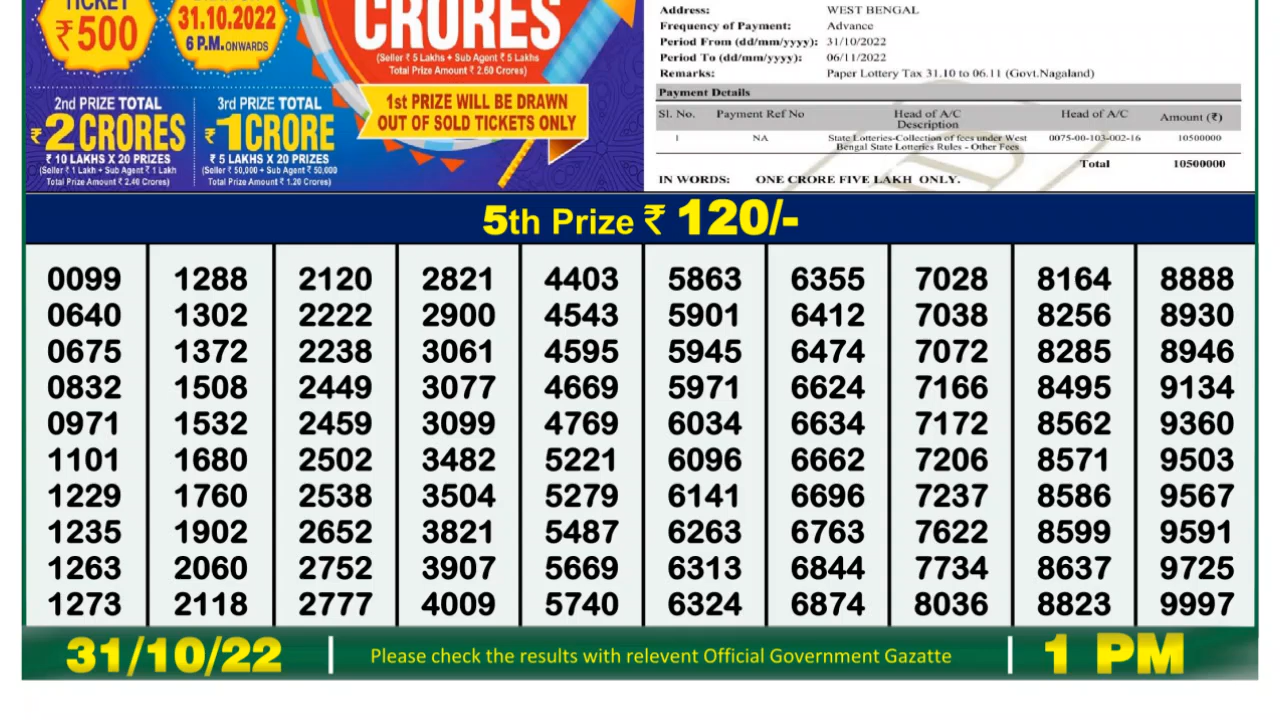 TICKET
₹500
31.10.2022
6 P.M. ONWARDS
CRORES
(Seller ₹ 5 Lakhs + Sub Agent ₹ 5 Lakhs
Total Prize Amount ₹ 2.60 Crores)
1st PRIZE WILL BE DRAWN
OUT OF SOLD TICKETS ONLY
2nd PRIZE TOTAL
₹2 CRORES
₹ 10 LAKHS X 20 PRIZES
(Seller ₹ 1 Lakh + Sub Agent ₹ 1 Lakh
Total Prize Amount ₹ 2.40 Crores)
3rd PRIZE TOTAL
₹1 CRORE
₹ 5 LAKHS X 20 PRIZES
(Seller ₹ 50,000 + Sub Agent ₹ 50,000
Total Prize Amount ₹ 1.20 Crores)
Address: WEST BENGAL
Frequency of Payment: Advance
Period From (dd/mm/yyyy): 31/10/2022
Period To (dd/mm/yyyy): 06/11/2022
Remarks: Paper Lottery Tax 31.10 to 06.11 (Govt.Nagaland)
Payment Details
Sl. No. Payment Ref No Head of A/C Description Head of A/C Amount (₹)
1 NA State Lotteries-Collection of fees under West Bengal State Lotteries Rules - Other Fees 0075-00-103-002-16 10500000
Total 10500000
IN WORDS: ONE CRORE FIVE LAKH ONLY.
5th Prize ₹ 120/-
0099 1288 2120 2821 4403 5863 6355 7028 8164 8888
0640 1302 2222 2900 4543 5901 6412 7038 8256 8930
0675 1372 2238 3061 4595 5945 6474 7072 8285 8946
0832 1508 2449 3077 4669 5971 6624 7166 8495 9134
0971 1532 2459 3099 4769 6034 6634 7172 8562 9360
1101 1680 2502 3482 5221 6096 6662 7206 8571 9503
1229 1760 2538 3504 5279 6141 6696 7237 8586 9567
1235 1902 2652 3821 5487 6263 6763 7622 8599 9591
1263 2060 2752 3907 5669 6313 6844 7734 8637 9725
1273 2118 2777 4009 5740 6324 6874 8036 8823 9997
31/10/22 | Please check the results with relevent Official Government Gazatte | 1 PM